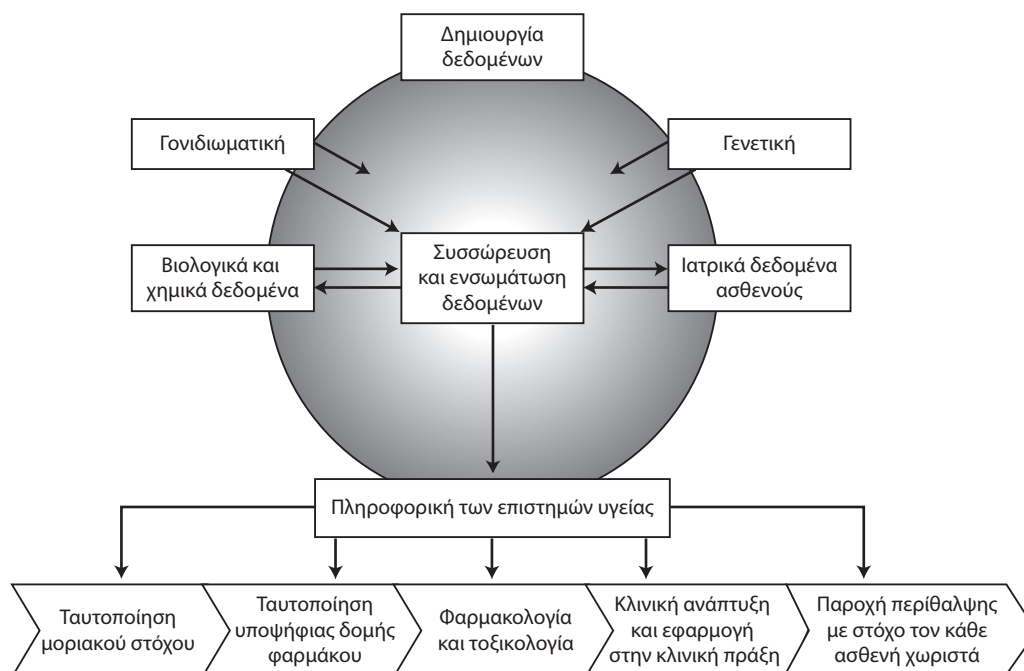 Δημιουργία
δεδομένων
Γονιδιωματική
Γενετική
Βιολογικά και
χημικά δεδομένα
Συσσώρευση
και ενσωμάτωση
δεδομένων
Ιατρικά δεδομένα
ασθενούς
Πληροφορική των επιστημών υγείας
Ταυτοποίηση
μοριακού στόχου
Ταυτοποίηση
υποψήφιας δομής
φαρμάκου
Φαρμακολογία
και τοξικολογία
Κλινική ανάπτυξη
και εφαρμογή
στην κλινική πράξη
Παροχή περίθαλψης
με στόχο τον κάθε
ασθενή χωριστά